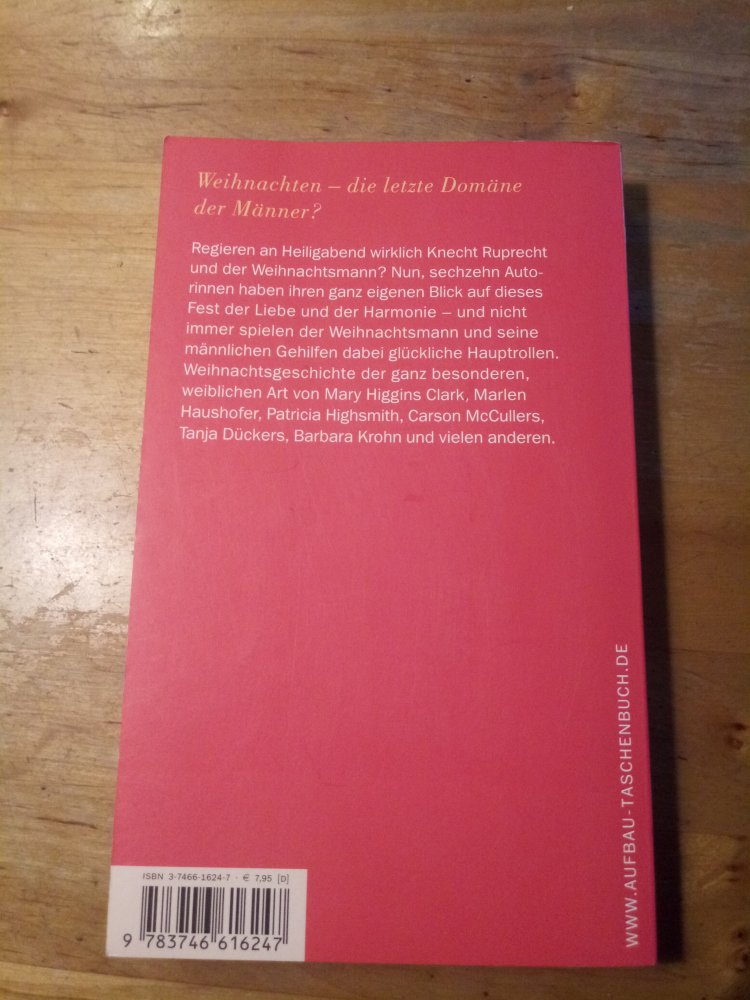 Weihnachten – die letzte Domäne
der Männer?
Regieren an Heiligabend wirklich Knecht Ruprecht
und der Weihnachtsmann? Nun, sechzehn Auto-
rinnen haben ihren ganz eigenen Blick auf dieses
Fest der Liebe und der Harmonie – und nicht
immer spielen der Weihnachtsmann und seine
männlichen Gehilfen dabei glückliche Hauptrollen.
Weihnachtsgeschichte der ganz besonderen,
weiblichen Art von Mary Higgins Clark, Marlen
Haushofer, Patricia Highsmith, Carson McCullers,
Tanja Dückers, Barbara Krohn und vielen anderen.
WWW.AUFBAU-TASCHENBUCH.DE
ISBN 3-7466-1624-7 · € 7,95 [D]
9 783746 616247